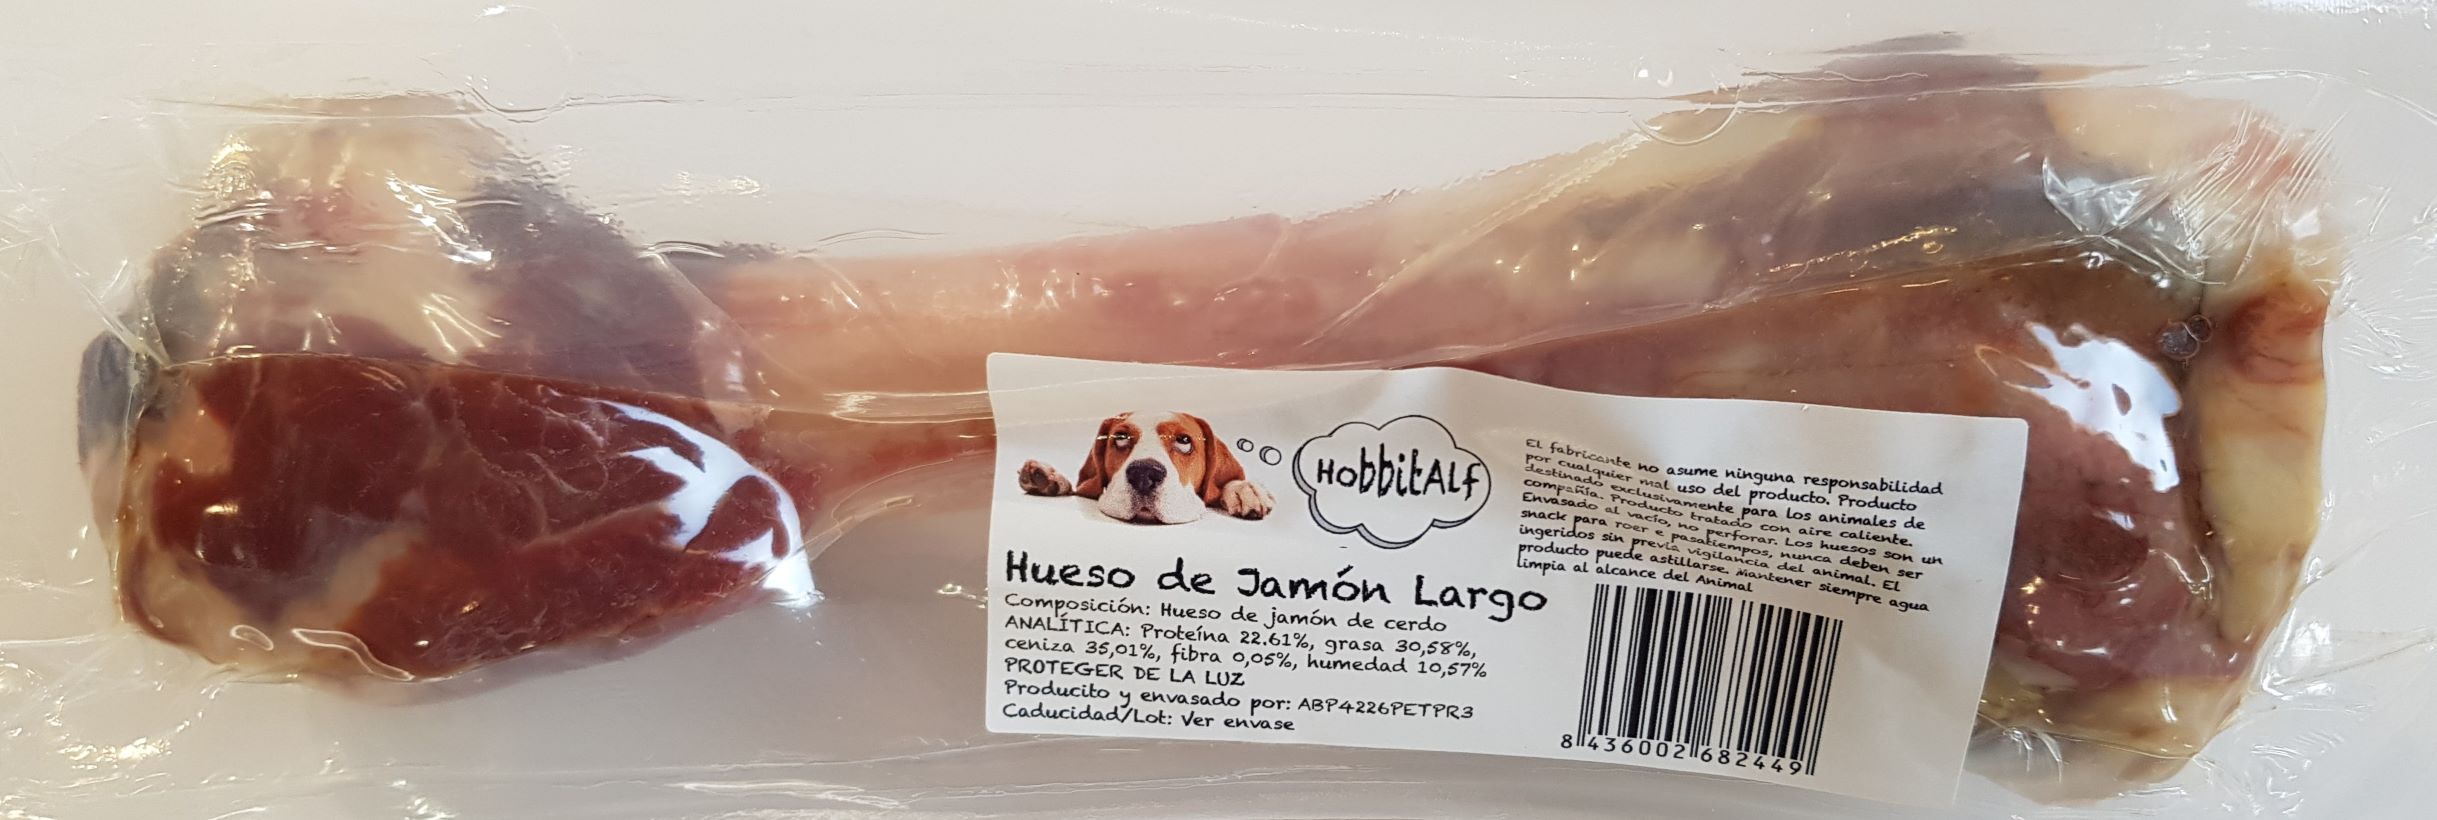 HobbitAlf
El fabricante no asume ninguna responsabilidad
por cualquier mal uso del producto. Producto
destinado exclusivamente para los animales de
compañía. Producto tratado con aire caliente.
Envasado al vacío, no perforar. Los huesos son un
snack para roer e pasatiempos, nunca deben ser
ingeridos sin previa vigilancia del animal. El
producto puede astillarse. Mantener siempre agua
limpia al alcance del Animal
Hueso de Jamón Largo
Composición: Hueso de jamón de cerdo
ANALÍTICA: Proteína 22.61%, grasa 30,58%,
ceniza 35,01%, fibra 0,05%, humedad 10,57%
PROTEGER DE LA LUZ
Producito y envasado por: ABP4226PETPR3
Caducidad/Lot: Ver envase
8 436002 682449